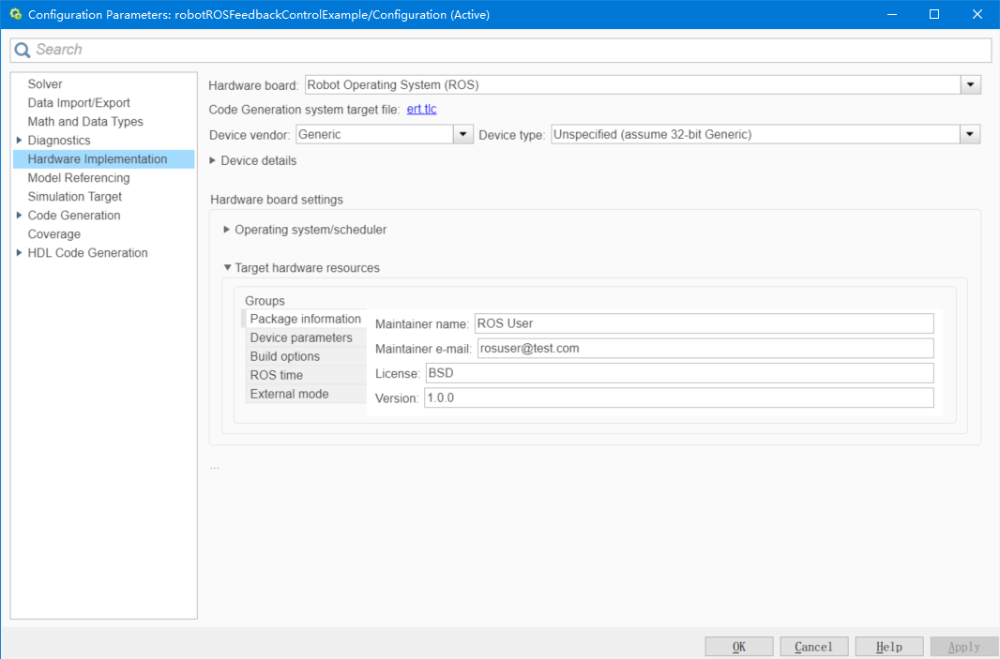 Configuration Parameters: robotROSFeedbackControlExample/Configuration (Active)
Search
Solver
Data Import/Export
Math and Data Types
Diagnostics
Hardware Implementation
Model Referencing
Simulation Target
Code Generation
Coverage
HDL Code Generation
Hardware board: Robot Operating System (ROS)
Code Generation system target file: ert.tlc
Device vendor: Generic Device type: Unspecified (assume 32-bit Generic)
Device details
Hardware board settings
Operating system/scheduler
Target hardware resources
Groups
Package information
Device parameters
Build options
ROS time
External mode
Maintainer name: ROS User
Maintainer e-mail: rosuser@test.com
License: BSD
Version: 1.0.0
...
OK Cancel Help Apply